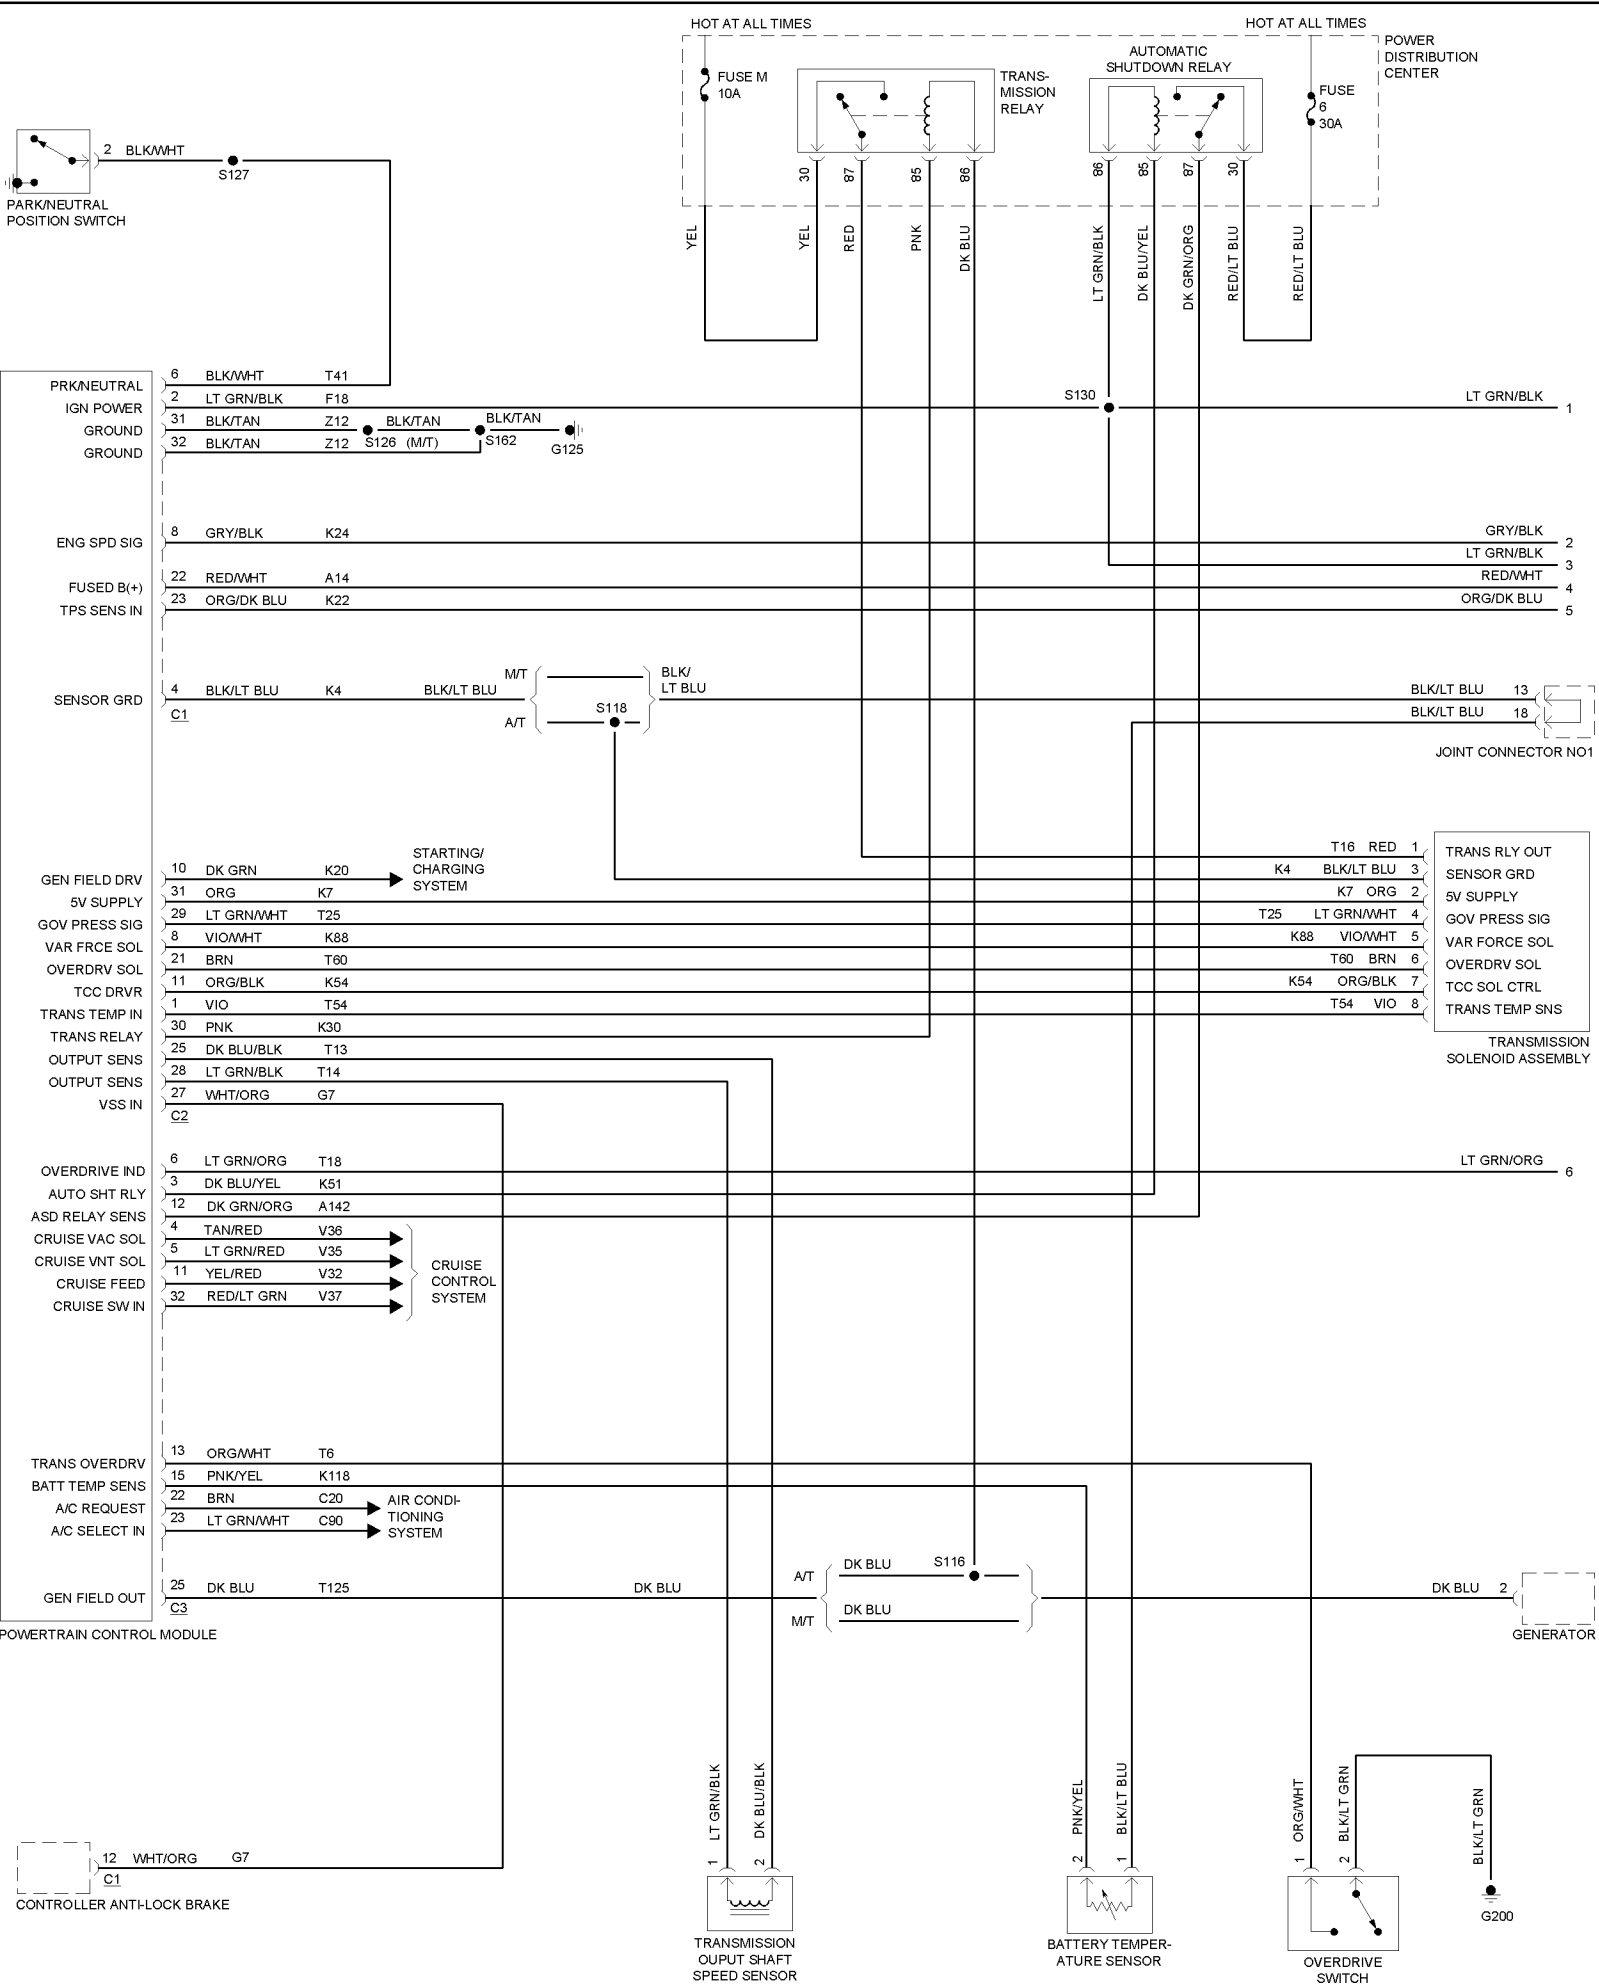 HOT AT ALL TIMES
HOT AT ALL TIMES
POWER
DISTRIBUTION
CENTER
FUSE M
10A
TRANS-
MISSION
RELAY
AUTOMATIC
SHUTDOWN RELAY
FUSE
6
30A
30
87
85
86
86
85
87
30
YEL
YEL
RED
PNK
DK BLU
LT GRN/BLK
DK BLU/YEL
DK GRN/ORG
RED/LT BLU
RED/LT BLU
2 BLK/WHT
S127
PARK/NEUTRAL
POSITION SWITCH
PRK/NEUTRAL 6 BLK/WHT T41
IGN POWER 2 LT GRN/BLK F18 S130 LT GRN/BLK 1
GROUND 31 BLK/TAN Z12 BLK/TAN BLK/TAN
S126 (M/T) S162 G125
GROUND 32 BLK/TAN Z12
ENG SPD SIG 8 GRY/BLK K24 GRY/BLK 2
LT GRN/BLK 3
FUSED B(+) 22 RED/WHT A14 RED/WHT 4
TPS SENS IN 23 ORG/DK BLU K22 ORG/DK BLU 5
M/T BLK/
LT BLU
SENSOR GRD 4 BLK/LT BLU K4 BLK/LT BLU BLK/LT BLU 13
C1
A/T S118 BLK/LT BLU 18
JOINT CONNECTOR NO1
STARTING/
CHARGING
SYSTEM
GEN FIELD DRV 10 DK GRN K20
5V SUPPLY 31 ORG K7
GOV PRESS SIG 29 LT GRN/WHT T25
VAR FRCE SOL 8 VIO/WHT K88
OVERDRV SOL 21 BRN T60
TCC DRVR 11 ORG/BLK K54
TRANS TEMP IN 1 VIO T54
TRANS RELAY 30 PNK K30
OUTPUT SENS 25 DK BLU/BLK T13
OUTPUT SENS 28 LT GRN/BLK T14
VSS IN 27 WHT/ORG G7
C2
T16 RED 1 TRANS RLY OUT
K4 BLK/LT BLU 3 SENSOR GRD
K7 ORG 2 5V SUPPLY
T25 LT GRN/WHT 4 GOV PRESS SIG
K88 VIO/WHT 5 VAR FORCE SOL
T60 BRN 6 OVERDRV SOL
K54 ORG/BLK 7 TCC SOL CTRL
T54 VIO 8 TRANS TEMP SNS
TRANSMISSION
SOLENOID ASSEMBLY
OVERDRIVE IND 6 LT GRN/ORG T18 LT GRN/ORG 6
AUTO SHT RLY 3 DK BLU/YEL K51
ASD RELAY SENS 12 DK GRN/ORG A142
CRUISE VAC SOL 4 TAN/RED V36
CRUISE VNT SOL 5 LT GRN/RED V35
CRUISE FEED 11 YEL/RED V32
CRUISE SW IN 32 RED/LT GRN V37
CRUISE
CONTROL
SYSTEM
TRANS OVERDRV 13 ORG/WHT T6
BATT TEMP SENS 15 PNK/YEL K118
A/C REQUEST 22 BRN C20
A/C SELECT IN 23 LT GRN/WHT C90
AIR CONDI-
TIONING
SYSTEM
A/T DK BLU S116
GEN FIELD OUT 25 DK BLU T125 DK BLU DK BLU 2
C3
M/T DK BLU
POWERTRAIN CONTROL MODULE
GENERATOR
LT GRN/BLK
DK BLU/BLK
PNK/YEL
BLK/LT BLU
ORG/WHT
BLK/LT GRN
BLK/LT GRN
1
2
2
1
1
2
12 WHT/ORG G7
C1
CONTROLLER ANTI-LOCK BRAKE
G200
TRANSMISSION
OUPUT SHAFT
SPEED SENSOR
BATTERY TEMPER-
ATURE SENSOR
OVERDRIVE
SWITCH